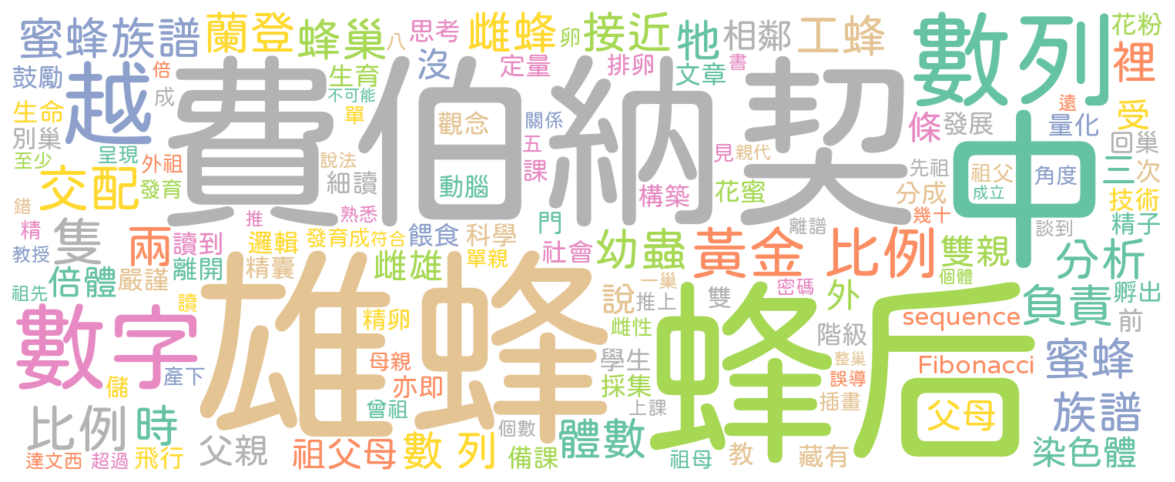 蜜蜂族譜 蘭登 蜂巢 八 思考 雌蜂 卵 接近 牠 相鄰 工蜂 數列 花粉
鼓勵 越 倍 生育 沒 定量 排卵 文章 書 裡
生命 成 不可能 單 費伯納契 觀念 關係 條 發展 遠 量化 受
別巢 呈現 外祖 說法 五 見 親代 先祖 中 祖父 角度 回巢
至少 交配 發育 細讀 動腦 課 構築 花蜜 分成 成立 三 次 技術
錯 隻 推 熟悉 門 離譜 幾十 談到 精子
精 兩 讀到 邏輯 發育成 符合 餵食 科學 社會 幼蟲 黃金 比例 雙親 分析
教授 離開 精囊 雌雄 單親 一巢 密碼 個體
祖先 倍體 嚴謹 讀 雄蜂 說 推上 雙 蜂后 外 負責 孵出
數字 精卵 雌性 階級 sequence 前
母親 學生 整巢 Fibonacci 蜜蜂
儲 產下 亦即 採集 誤導
比例 時 曾祖 上課 插畫 父母 族譜
父親 個數 體數
達文西 超過 飛行 祖父母 數 列 備課 祖母 教 藏有 染色體